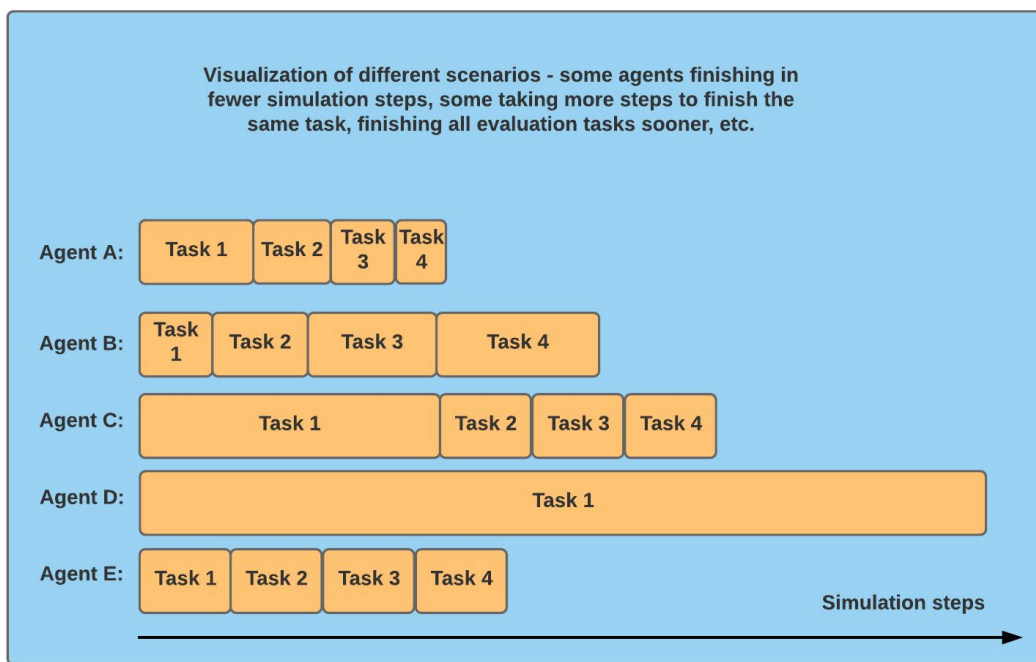 Visualization of different scenarios - some agents finishing in
fewer simulation steps, some taking more steps to finish the
same task, finishing all evaluation tasks sooner, etc.
Agent A:
Task 1
Task 2
Task
3
Task
4
Agent B:
Task
1
Task 2
Task 3
Task 4
Agent C:
Task 1
Task 2
Task 3
Task 4
Agent D:
Task 1
Agent E:
Task 1
Task 2
Task 3
Task 4
Simulation steps